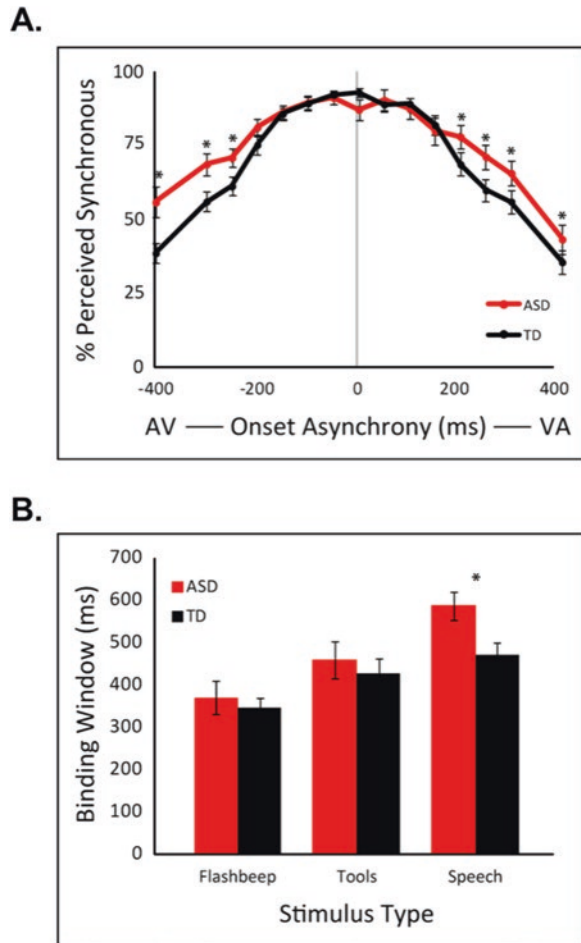 A.
100
75
50
25
0
% Perceived Synchronous
* * * * * * *
ASD
TD
-400 -200 0 200 400
AV — Onset Asynchrony (ms) — VA
B.
700
600
500
400
300
200
100
0
Binding Window (ms)
ASD
TD
*
Flashbeep Tools Speech
Stimulus Type